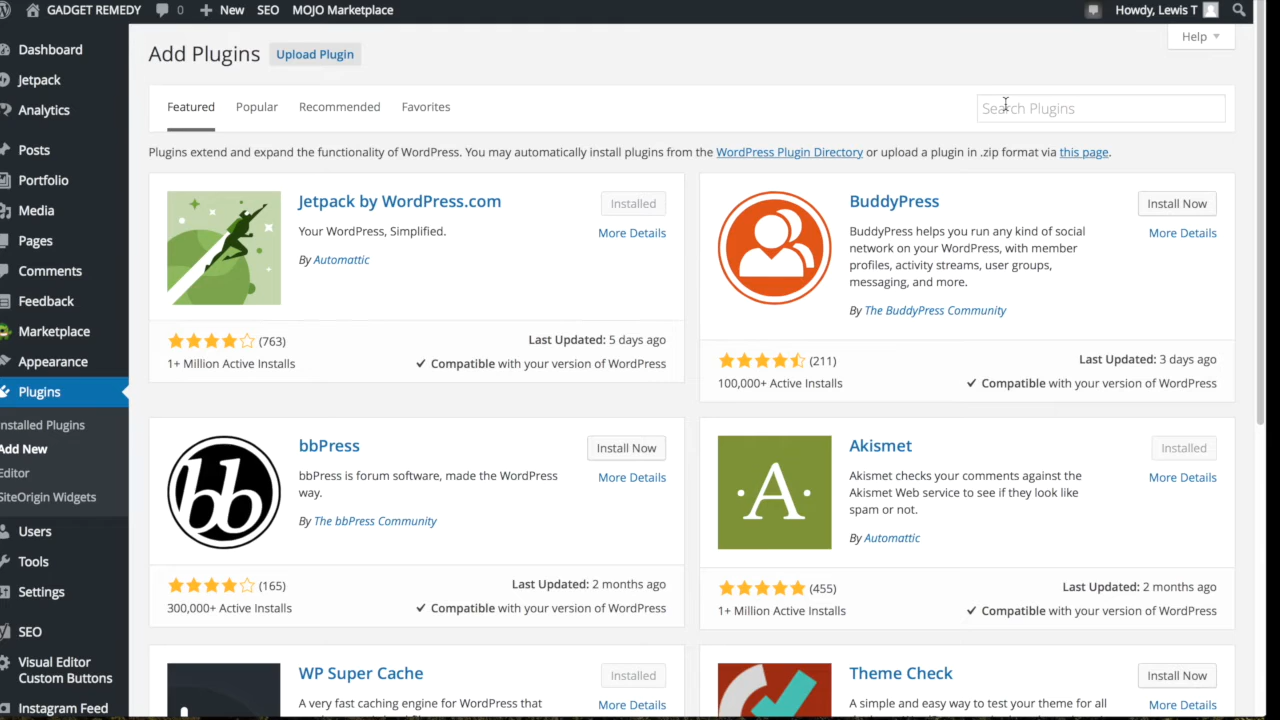 GADGET REMEDY 0 New SEO MOJO Marketplace Howdy, Lewis T
Dashboard
Jetpack
Analytics
Posts
Portfolio
Media
Pages
Comments
Feedback
Marketplace
Appearance
Plugins
Installed Plugins
Add New
Editor
SiteOrigin Widgets
Users
Tools
Settings
SEO
Visual Editor
Custom Buttons
Instagram Feed
Add Plugins Upload Plugin
Help
Featured Popular Recommended Favorites
Search Plugins
Plugins extend and expand the functionality of WordPress. You may automatically install plugins from the WordPress Plugin Directory or upload a plugin in .zip format via this page.
Jetpack by WordPress.com
Installed
Your WordPress, Simplified.
More Details
By Automattic
(763)
Last Updated: 5 days ago
1+ Million Active Installs
Compatible with your version of WordPress
BuddyPress
Install Now
BuddyPress helps you run any kind of social
network on your WordPress, with member
profiles, activity streams, user groups,
messaging, and more.
More Details
By The BuddyPress Community
(211)
Last Updated: 3 days ago
100,000+ Active Installs
Compatible with your version of WordPress
bb
bbPress
Install Now
bbPress is forum software, made the WordPress
way.
More Details
By The bbPress Community
(165)
Last Updated: 2 months ago
300,000+ Active Installs
Compatible with your version of WordPress
·A·
Akismet
Installed
Akismet checks your comments against the
Akismet Web service to see if they look like
spam or not.
More Details
By Automattic
(455)
Last Updated: 2 months ago
1+ Million Active Installs
Compatible with your version of WordPress
WP Super Cache
Installed
A very fast caching engine for WordPress that
More Details
Theme Check
Install Now
A simple and easy way to test your theme for all
More Details